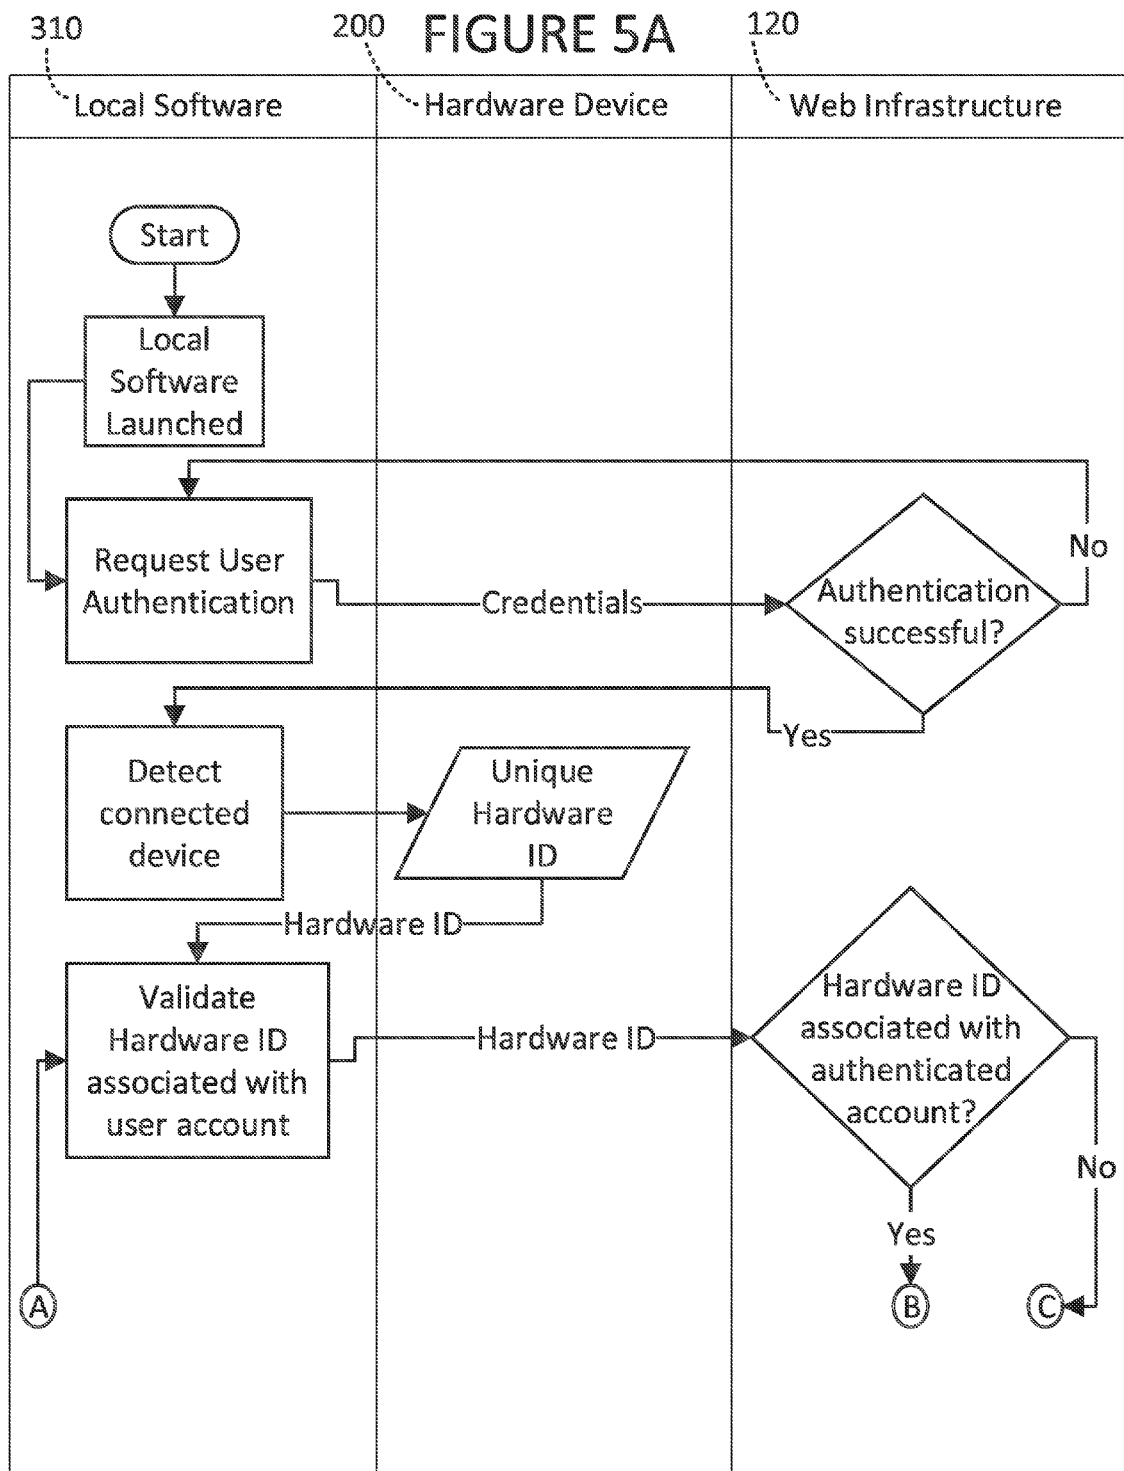 310
200
FIGURE 5A
120
Local Software
Hardware Device
Web Infrastructure
Start
Local
Software
Launched
No
Request User
Authentication
Credentials
Authentication
successful?
Yes
Detect
connected
device
Unique
Hardware
ID
Hardware ID
Validate
Hardware ID
associated with
user account
Hardware ID
Hardware ID
associated with
authenticated
account?
No
Yes
A
B
C